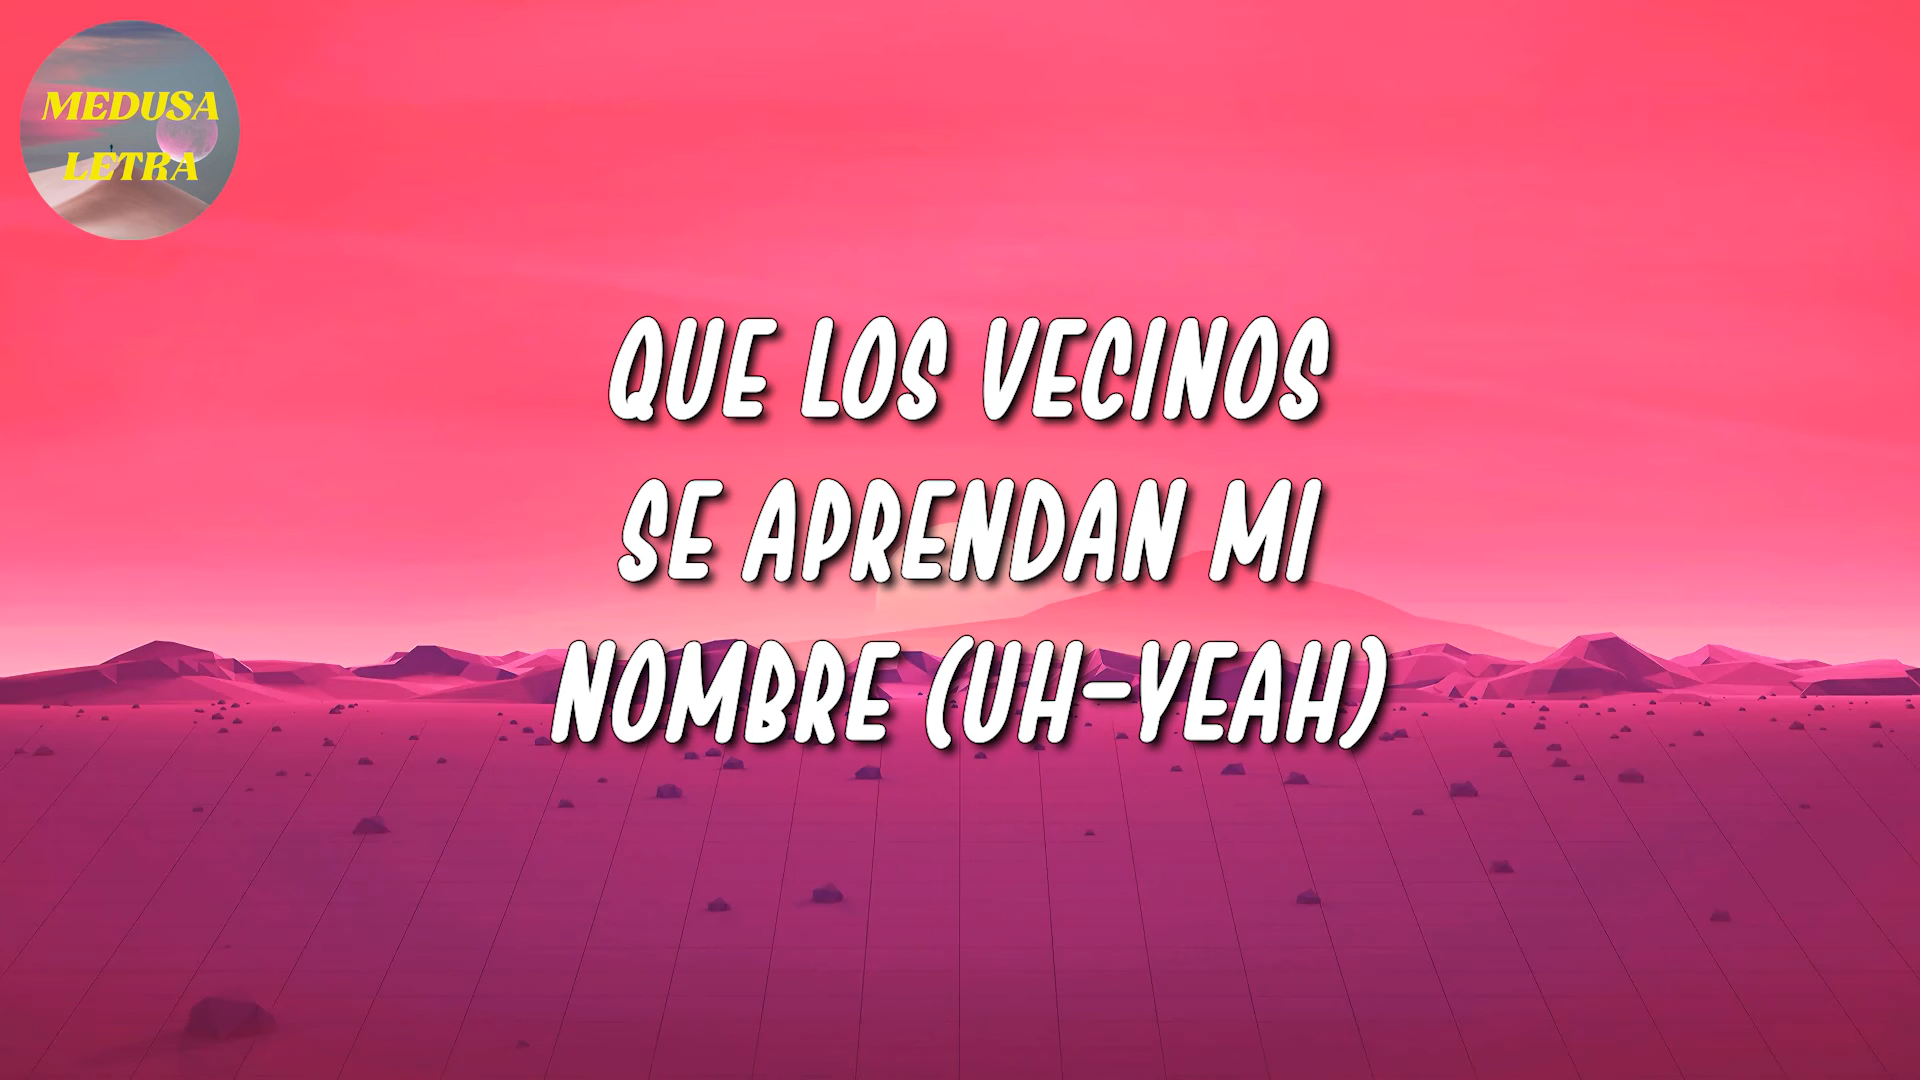 MEDUSA
LETRA
QUE LOS VECINOS
SE APRENDAN MI
NOMBRE (UH-YEAH)